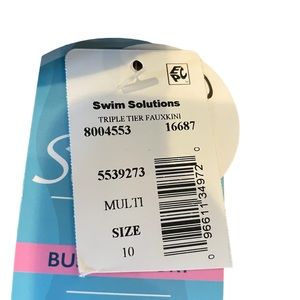 Swim Solutions
TRIPLE TIER FAUXKINI
8004553 16687
5539273
MULTI
SIZE
10
0 96611 34972 0